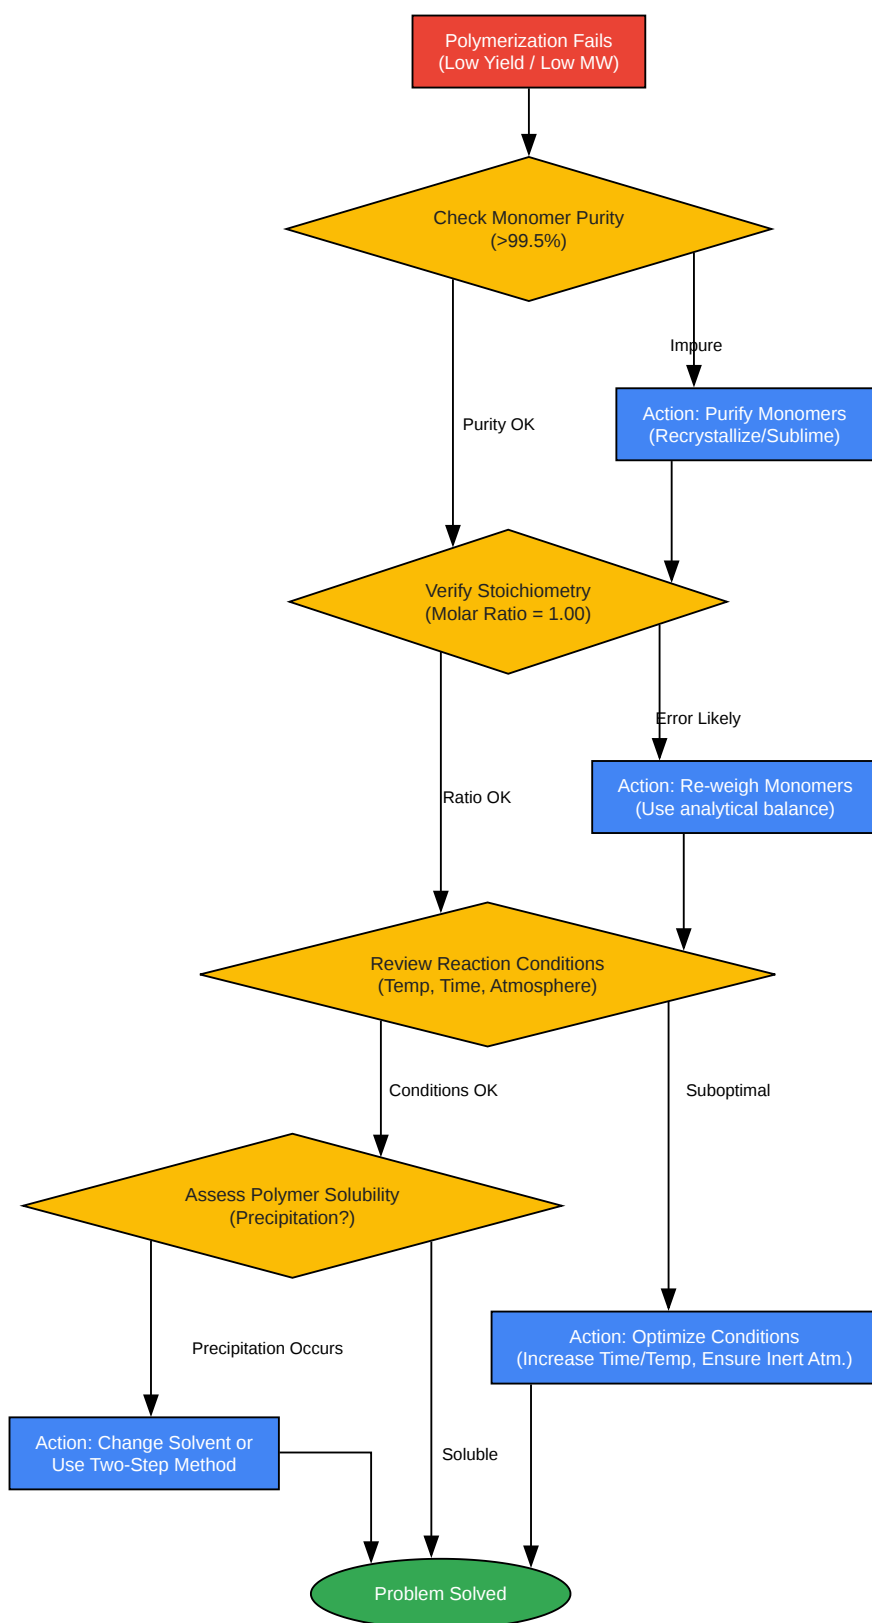 Polymerization Fails
(Low Yield / Low MW)
Check Monomer Purity
(>99.5%)
Impure
Action: Purify Monomers
(Recrystallize/Sublime)
Purity OK
Verify Stoichiometry
(Molar Ratio = 1.00)
Error Likely
Action: Re-weigh Monomers
(Use analytical balance)
Ratio OK
Review Reaction Conditions
(Temp, Time, Atmosphere)
Conditions OK
Suboptimal
Assess Polymer Solubility
(Precipitation?)
Precipitation Occurs
Action: Optimize Conditions
(Increase Time/Temp, Ensure Inert Atm.)
Action: Change Solvent or
Use Two-Step Method
Soluble
Problem Solved